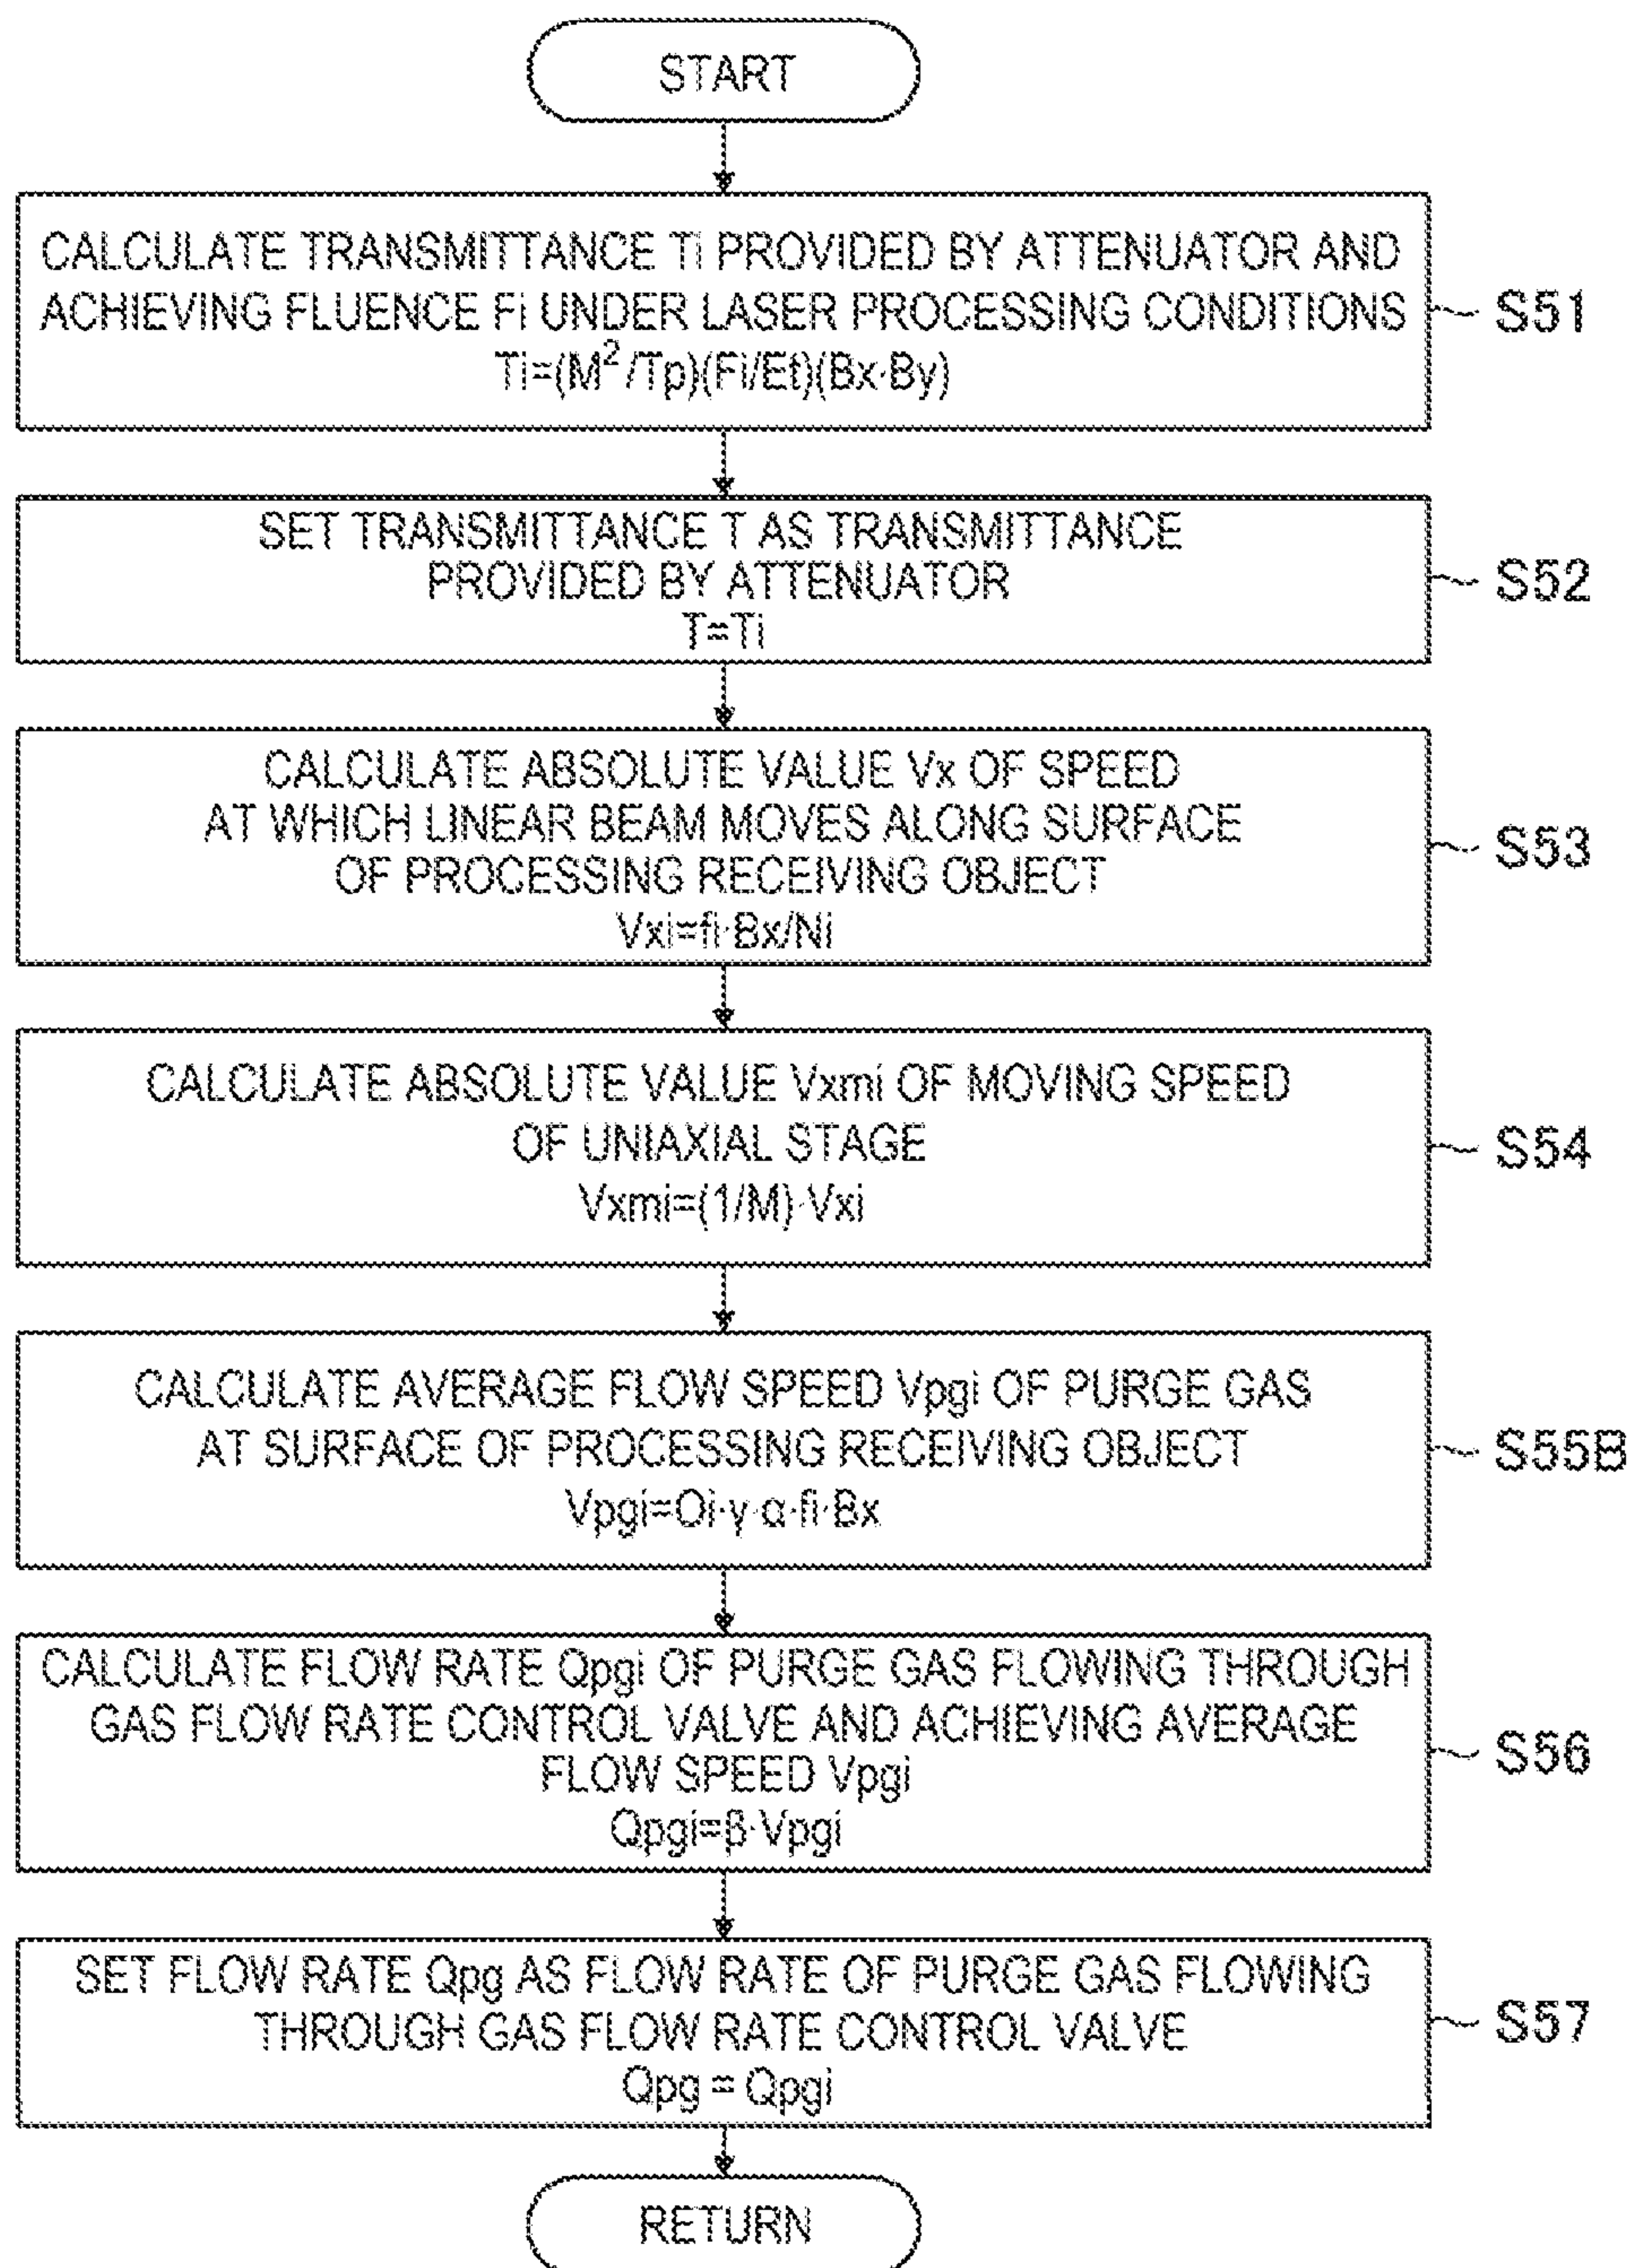 START
CALCULATE TRANSMITTANCE Ti PROVIDED BY ATTENUATOR AND
ACHIEVING FLUENCE Fi UNDER LASER PROCESSING CONDITIONS
Ti=(M²/Tp)(Fi/Et)(Bx·By)
S51
SET TRANSMITTANCE T AS TRANSMITTANCE
PROVIDED BY ATTENUATOR
T=Ti
S52
CALCULATE ABSOLUTE VALUE Vx OF SPEED
AT WHICH LINEAR BEAM MOVES ALONG SURFACE
OF PROCESSING RECEIVING OBJECT
Vxi=fi·Bx/Ni
S53
CALCULATE ABSOLUTE VALUE Vxmi OF MOVING SPEED
OF UNIAXIAL STAGE
Vxmi=(1/M)·Vxi
S54
CALCULATE AVERAGE FLOW SPEED Vpgi OF PURGE GAS
AT SURFACE OF PROCESSING RECEIVING OBJECT
Vpgi=Oi·γ·α·fi·Bx
S55B
CALCULATE FLOW RATE Qpgi OF PURGE GAS FLOWING THROUGH
GAS FLOW RATE CONTROL VALVE AND ACHIEVING AVERAGE
FLOW SPEED Vpgi
Qpgi=β·Vpgi
S56
SET FLOW RATE Qpg AS FLOW RATE OF PURGE GAS FLOWING
THROUGH GAS FLOW RATE CONTROL VALVE
Qpg = Qpgi
S57
RETURN